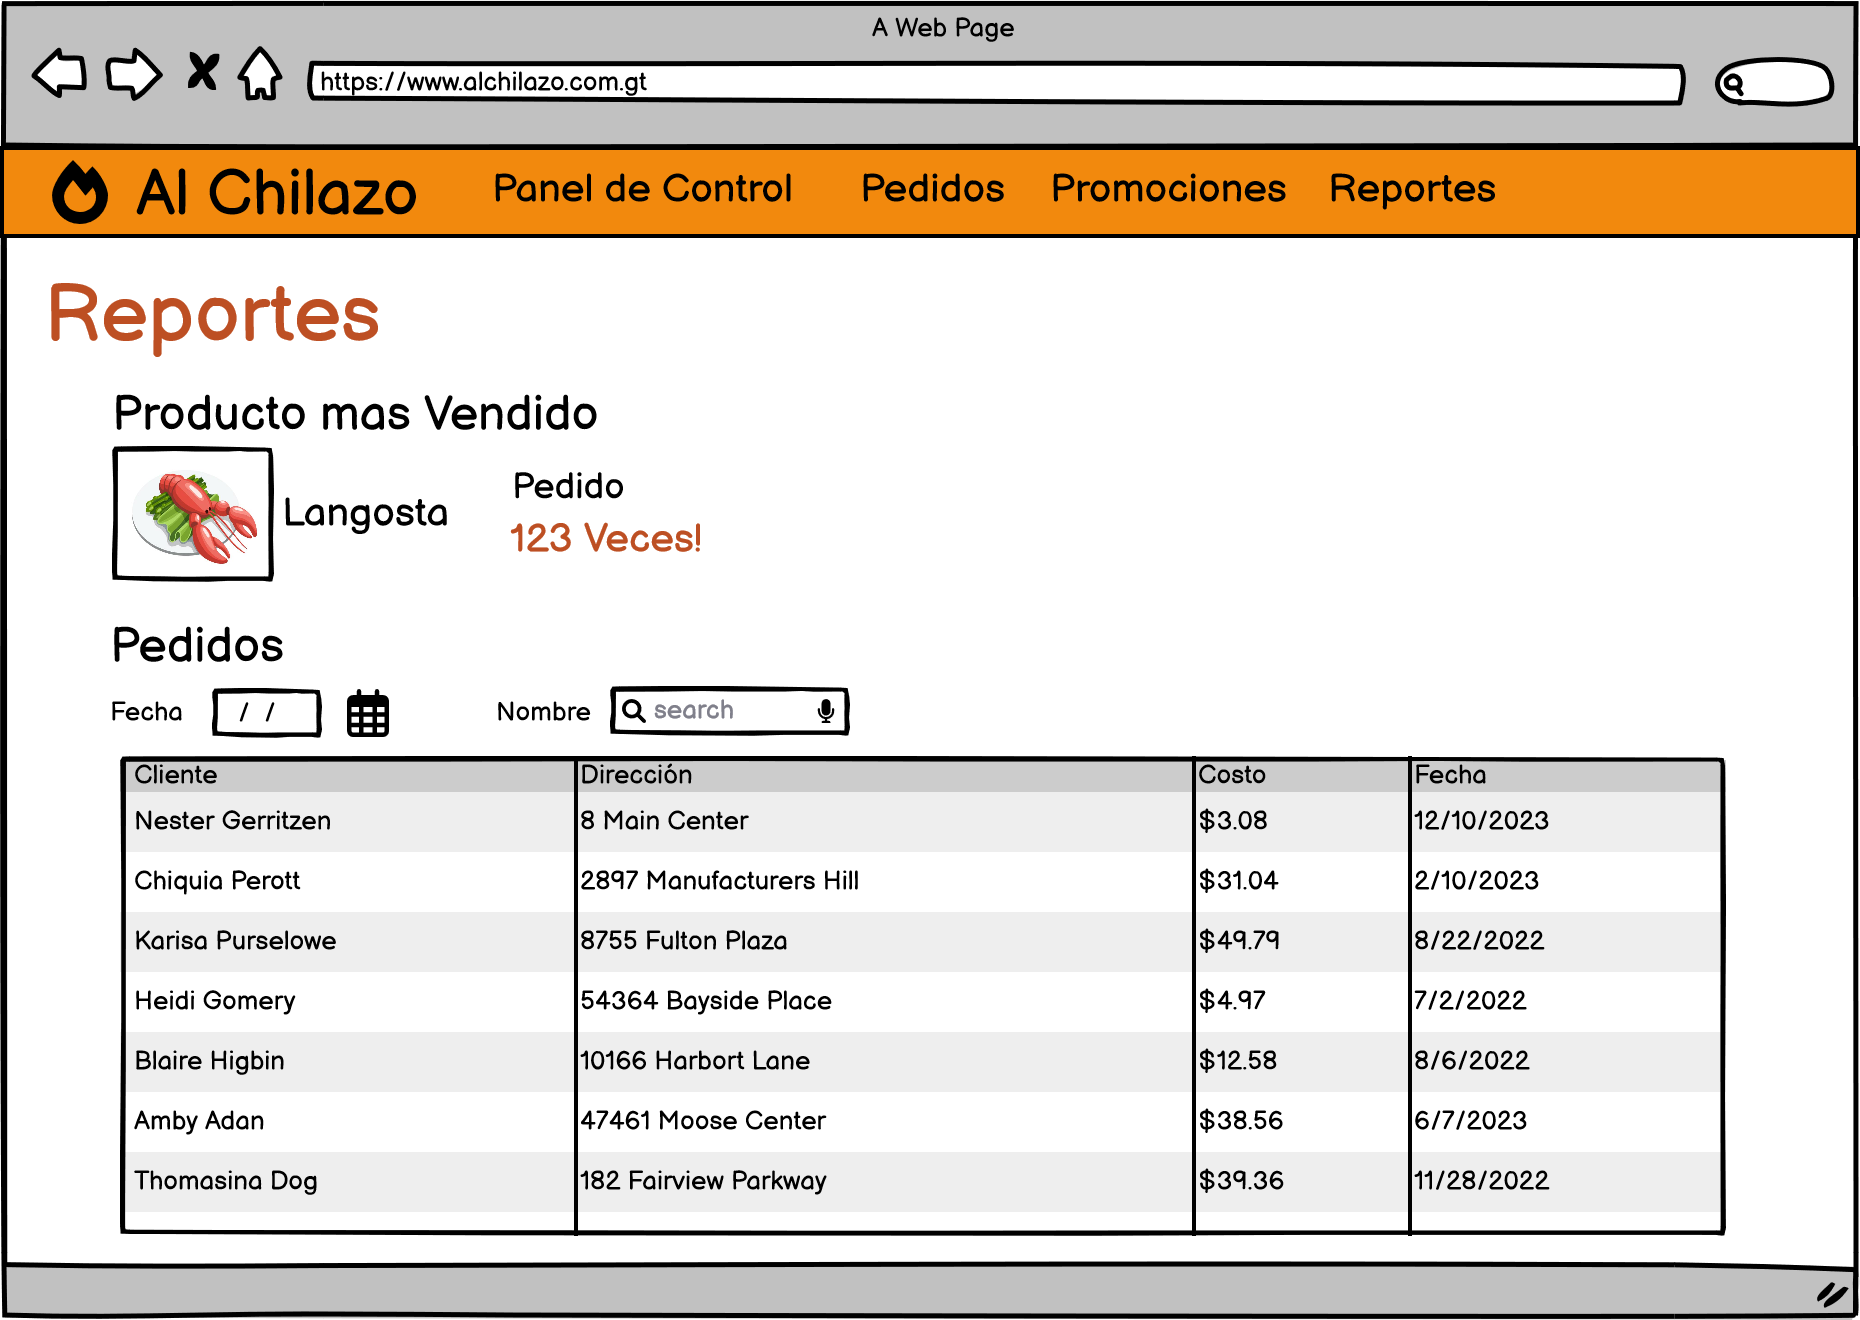 A Web Page
https://www.alchilazo.com.gt
Al Chilazo Panel de Control Pedidos Promociones Reportes
Reportes
Producto mas Vendido
Langosta
Pedido
123 Veces!
Pedidos
Fecha / / Nombre search
Cliente Dirección Costo Fecha
Nester Gerritzen 8 Main Center $3.08 12/10/2023
Chiquia Perott 2897 Manufacturers Hill $31.04 2/10/2023
Karisa Purselowe 8755 Fulton Plaza $49.79 8/22/2022
Heidi Gomery 54364 Bayside Place $4.97 7/2/2022
Blaire Higbin 10166 Harbort Lane $12.58 8/6/2022
Amby Adan 47461 Moose Center $38.56 6/7/2023
Thomasina Dog 182 Fairview Parkway $39.36 11/28/2022